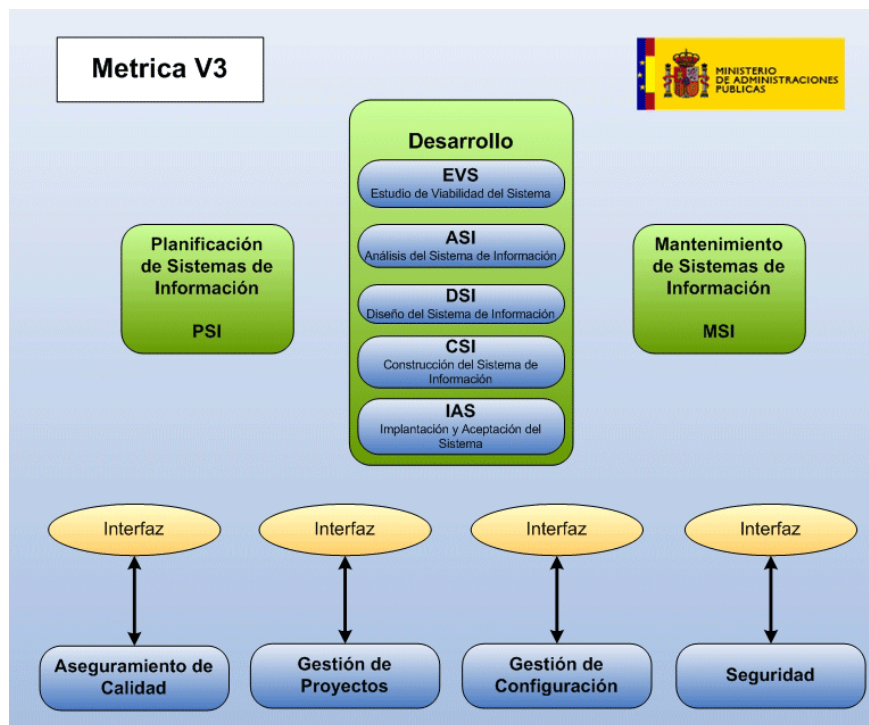 Metrica V3
MINISTERIO
DE ADMINISTRACIONES
PÚBLICAS
Desarrollo
EVS
Estudio de Viabilidad del Sistema
ASI
Análisis del Sistema de Información
DSI
Diseño del Sistema de Información
CSI
Construcción del Sistema de
Información
IAS
Implantación y Aceptación del
Sistema
Planificación
de Sistemas de
Información
PSI
Mantenimiento
de Sistemas de
Información
MSI
Interfaz
Interfaz
Interfaz
Interfaz
Aseguramiento de
Calidad
Gestión de
Proyectos
Gestión de
Configuración
Seguridad